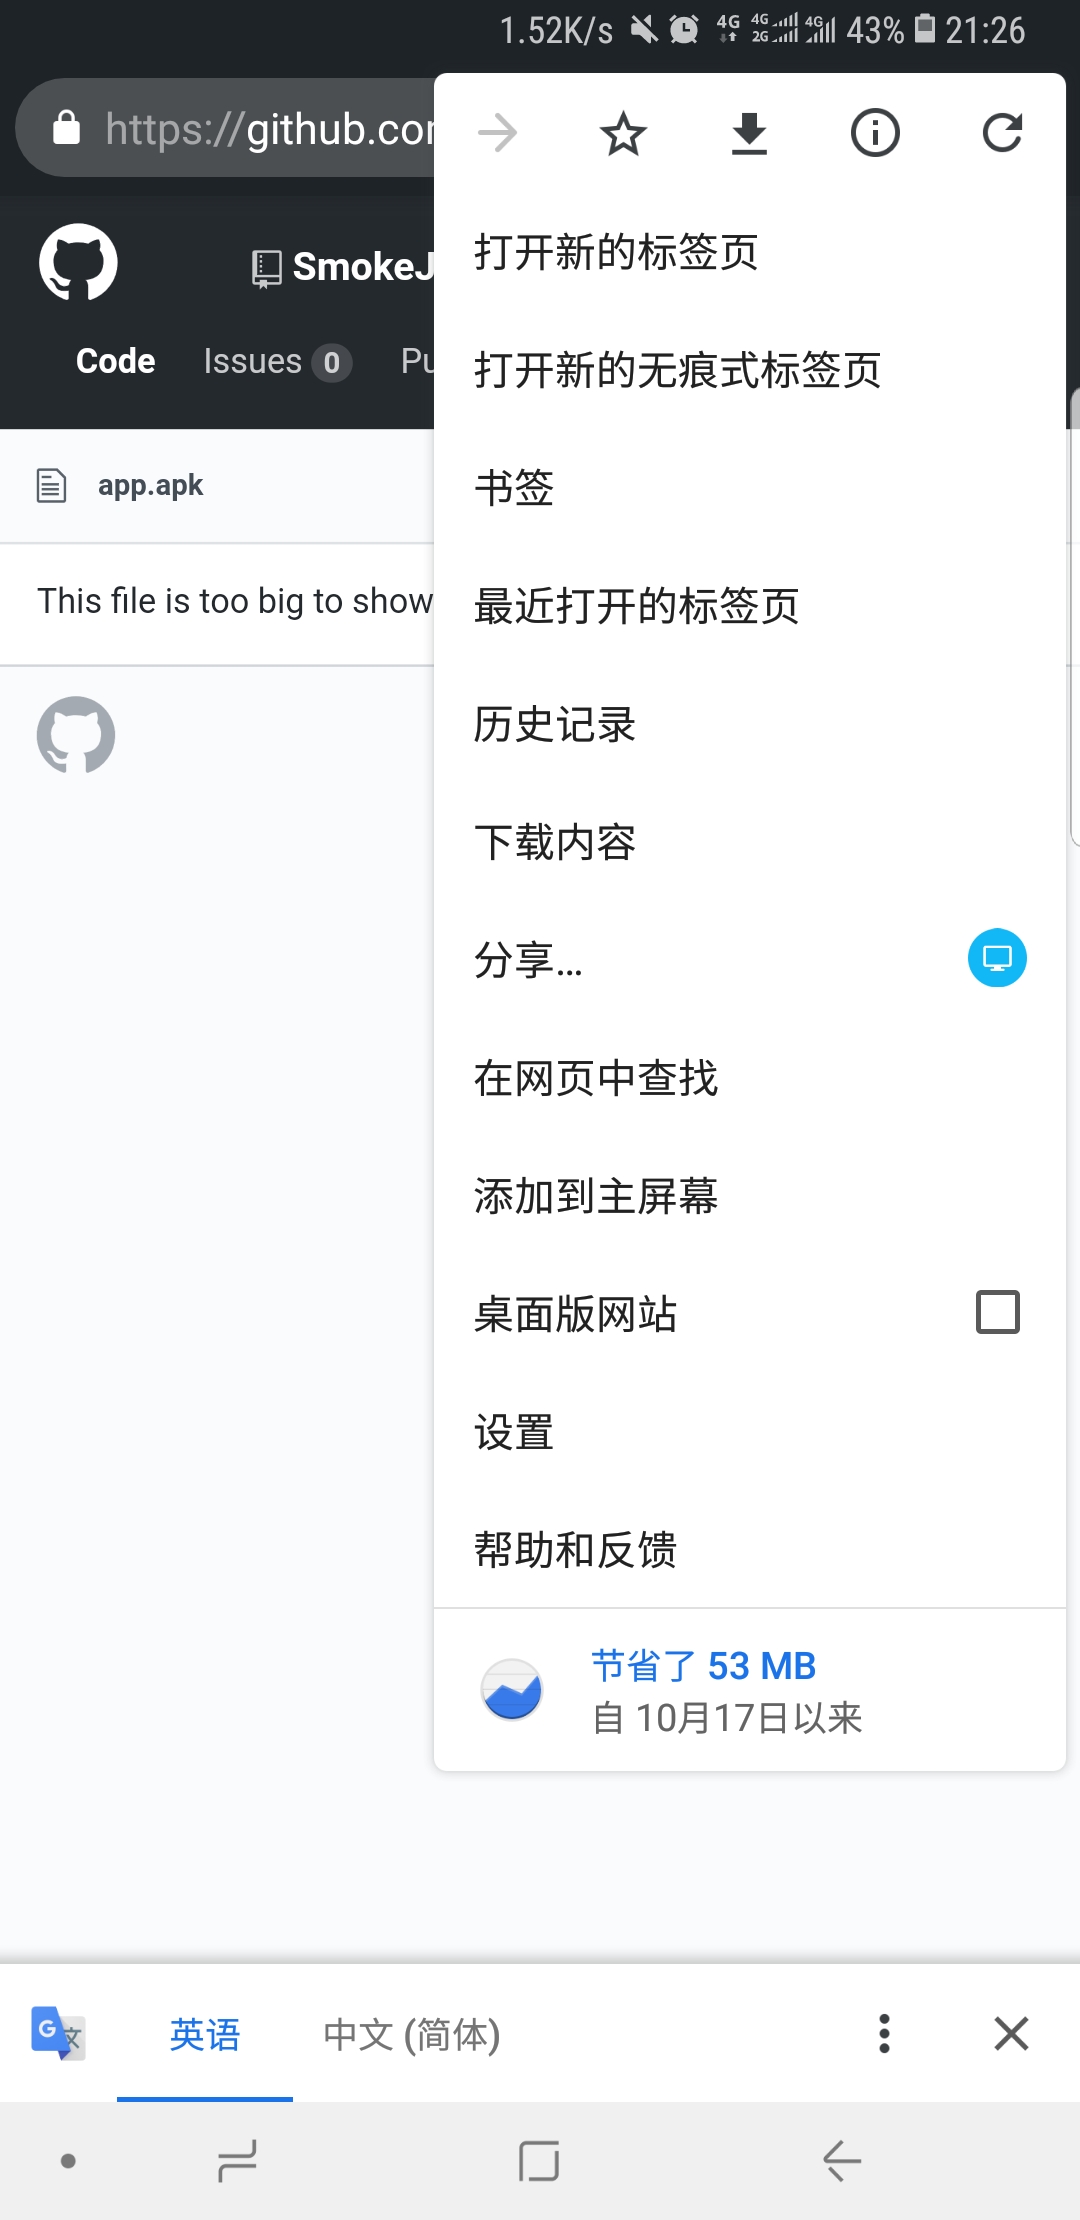 1.52K/s 4G 4G 2G 4G 43% 21:26
https://github.co
SmokeJ
Code Issues 0 Pu
app.apk
This file is too big to show
打开新的标签页
打开新的无痕式标签页
书签
最近打开的标签页
历史记录
下载内容
分享...
在网页中查找
添加到主屏幕
桌面版网站
设置
帮助和反馈
节省了 53 MB
自 10月17日以来
G 文 英语 中文 (简体)